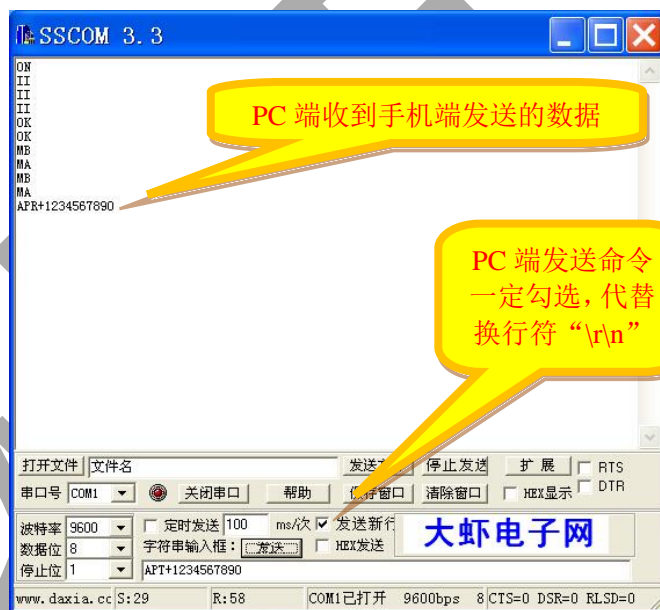 SSCOM 3.3
ON
II
II
II
OK
OK
MB
MA
MB
MA
APR+1234567890
PC 端收到手机端发送的数据
PC 端发送命令
一定勾选，代替
换行符“\r\n”
打开文件 文件名 停止发送 扩 展 RTS
串口号 COM1 关闭串口 帮助 保存窗口 清除窗口 HEX显示 DTR
波特率 9600 定时发送 100 ms/次 发送新行 大虾电子网
数据位 8 字符串输入框： 发送 HEX发送
停止位 1 APT+1234567890
www.daxia.cc S:29 R:58 COM1已打开 9600bps 8 CTS=0 DSR=0 RLSD=0